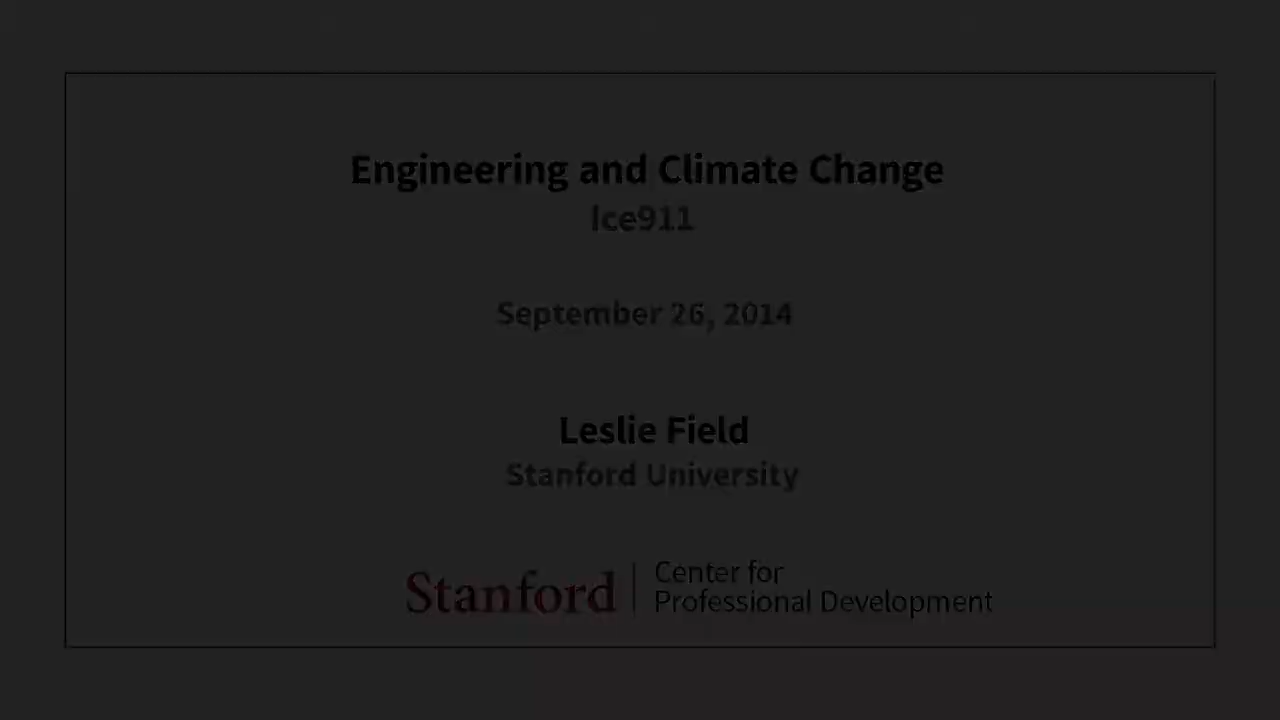 Engineering and Climate Change
Ice911
September 26, 2014
Leslie Field
Stanford University
Stanford
Center for
Professional Development